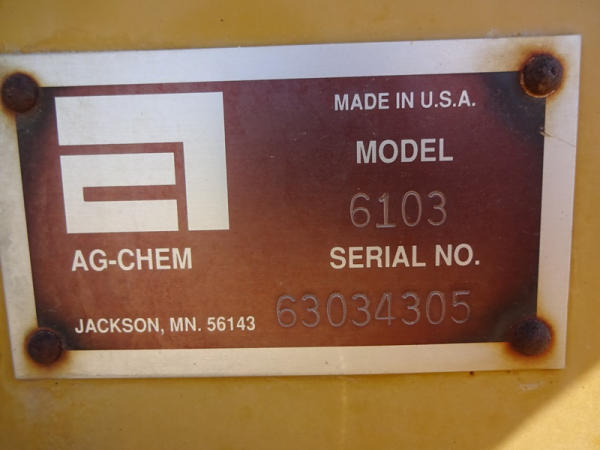 MADE IN U.S.A.
MODEL
6103
AG-CHEM
SERIAL NO.
JACKSON, MN. 56143
63034305